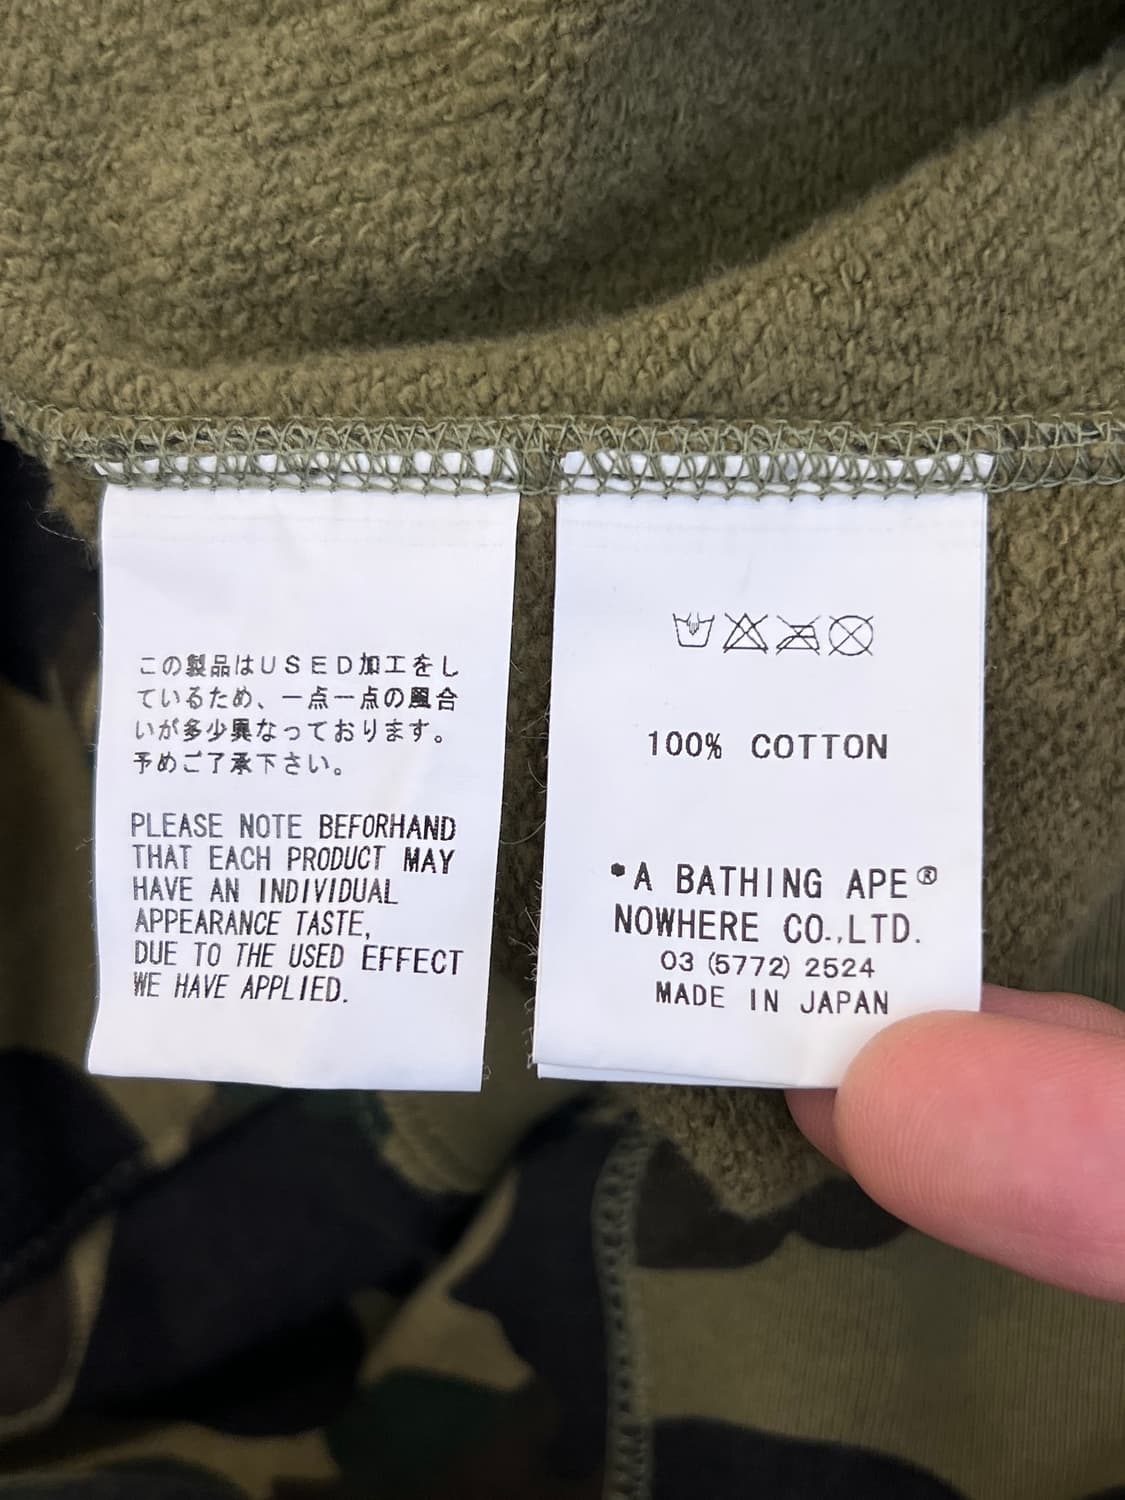 この製品はＵＳＥＤ加工をし
ているため、一点一点の風合
いが多少異なっております。
予めご了承下さい。
PLEASE NOTE BEFORHAND
THAT EACH PRODUCT MAY
HAVE AN INDIVIDUAL
APPEARANCE TASTE,
DUE TO THE USED EFFECT
WE HAVE APPLIED.
100% COTTON
*A BATHING APE®
NOWHERE CO.,LTD.
03 (5772) 2524
MADE IN JAPAN